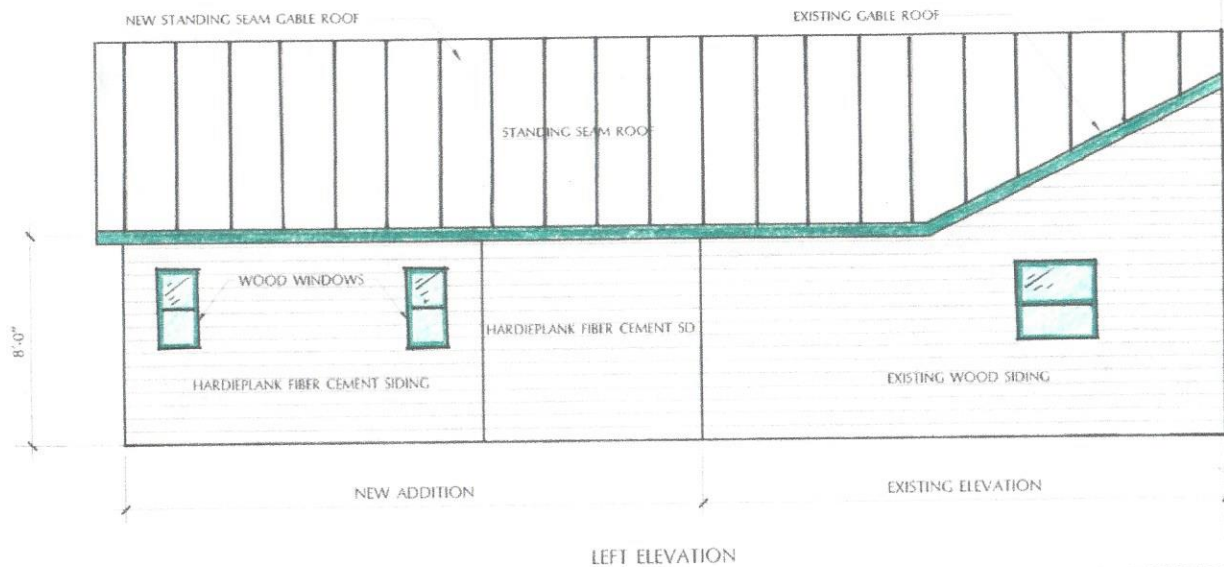 NEW STANDING SEAM GABLE ROOF
EXISTING GABLE ROOF
STANDING SEAM ROOF
WOOD WINDOWS
8'-0"
HARDIEPLANK FIBER CEMENT SD
HARDIEPLANK FIBER CEMENT SIDING
EXISTING WOOD SIDING
NEW ADDITION
EXISTING ELEVATION
LEFT ELEVATION